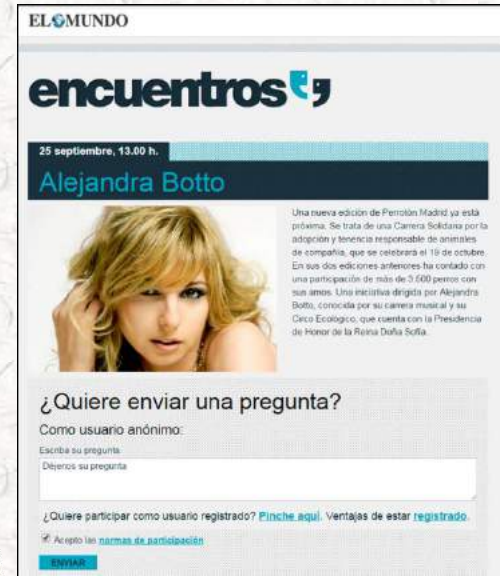 EL MUNDO
encuentros
25 septiembre, 13.00 h.
Alejandra Botto
Una nueva edición de Perrotón Madrid ya está
próxima. Se trata de una Carrera Solidaria por la
adopción y tenencia responsable de animales
de compañía, que se celebrará el 19 de octubre.
En sus dos ediciones anteriores ha contado con
una participación de más de 3.500 perros con
sus amos. Una iniciativa dirigida por Alejandra
Botto, conocida por su carrera musical y su
Circo Ecológico, que cuenta con la Presidencia
de Honor de la Reina Doña Sofía.
¿Quiere enviar una pregunta?
Como usuario anónimo:
Escriba su pregunta
Déjenos su pregunta
¿Quiere participar como usuario registrado? Pinche aquí. Ventajas de estar registrado.
Acepto las normas de participación
ENVIAR